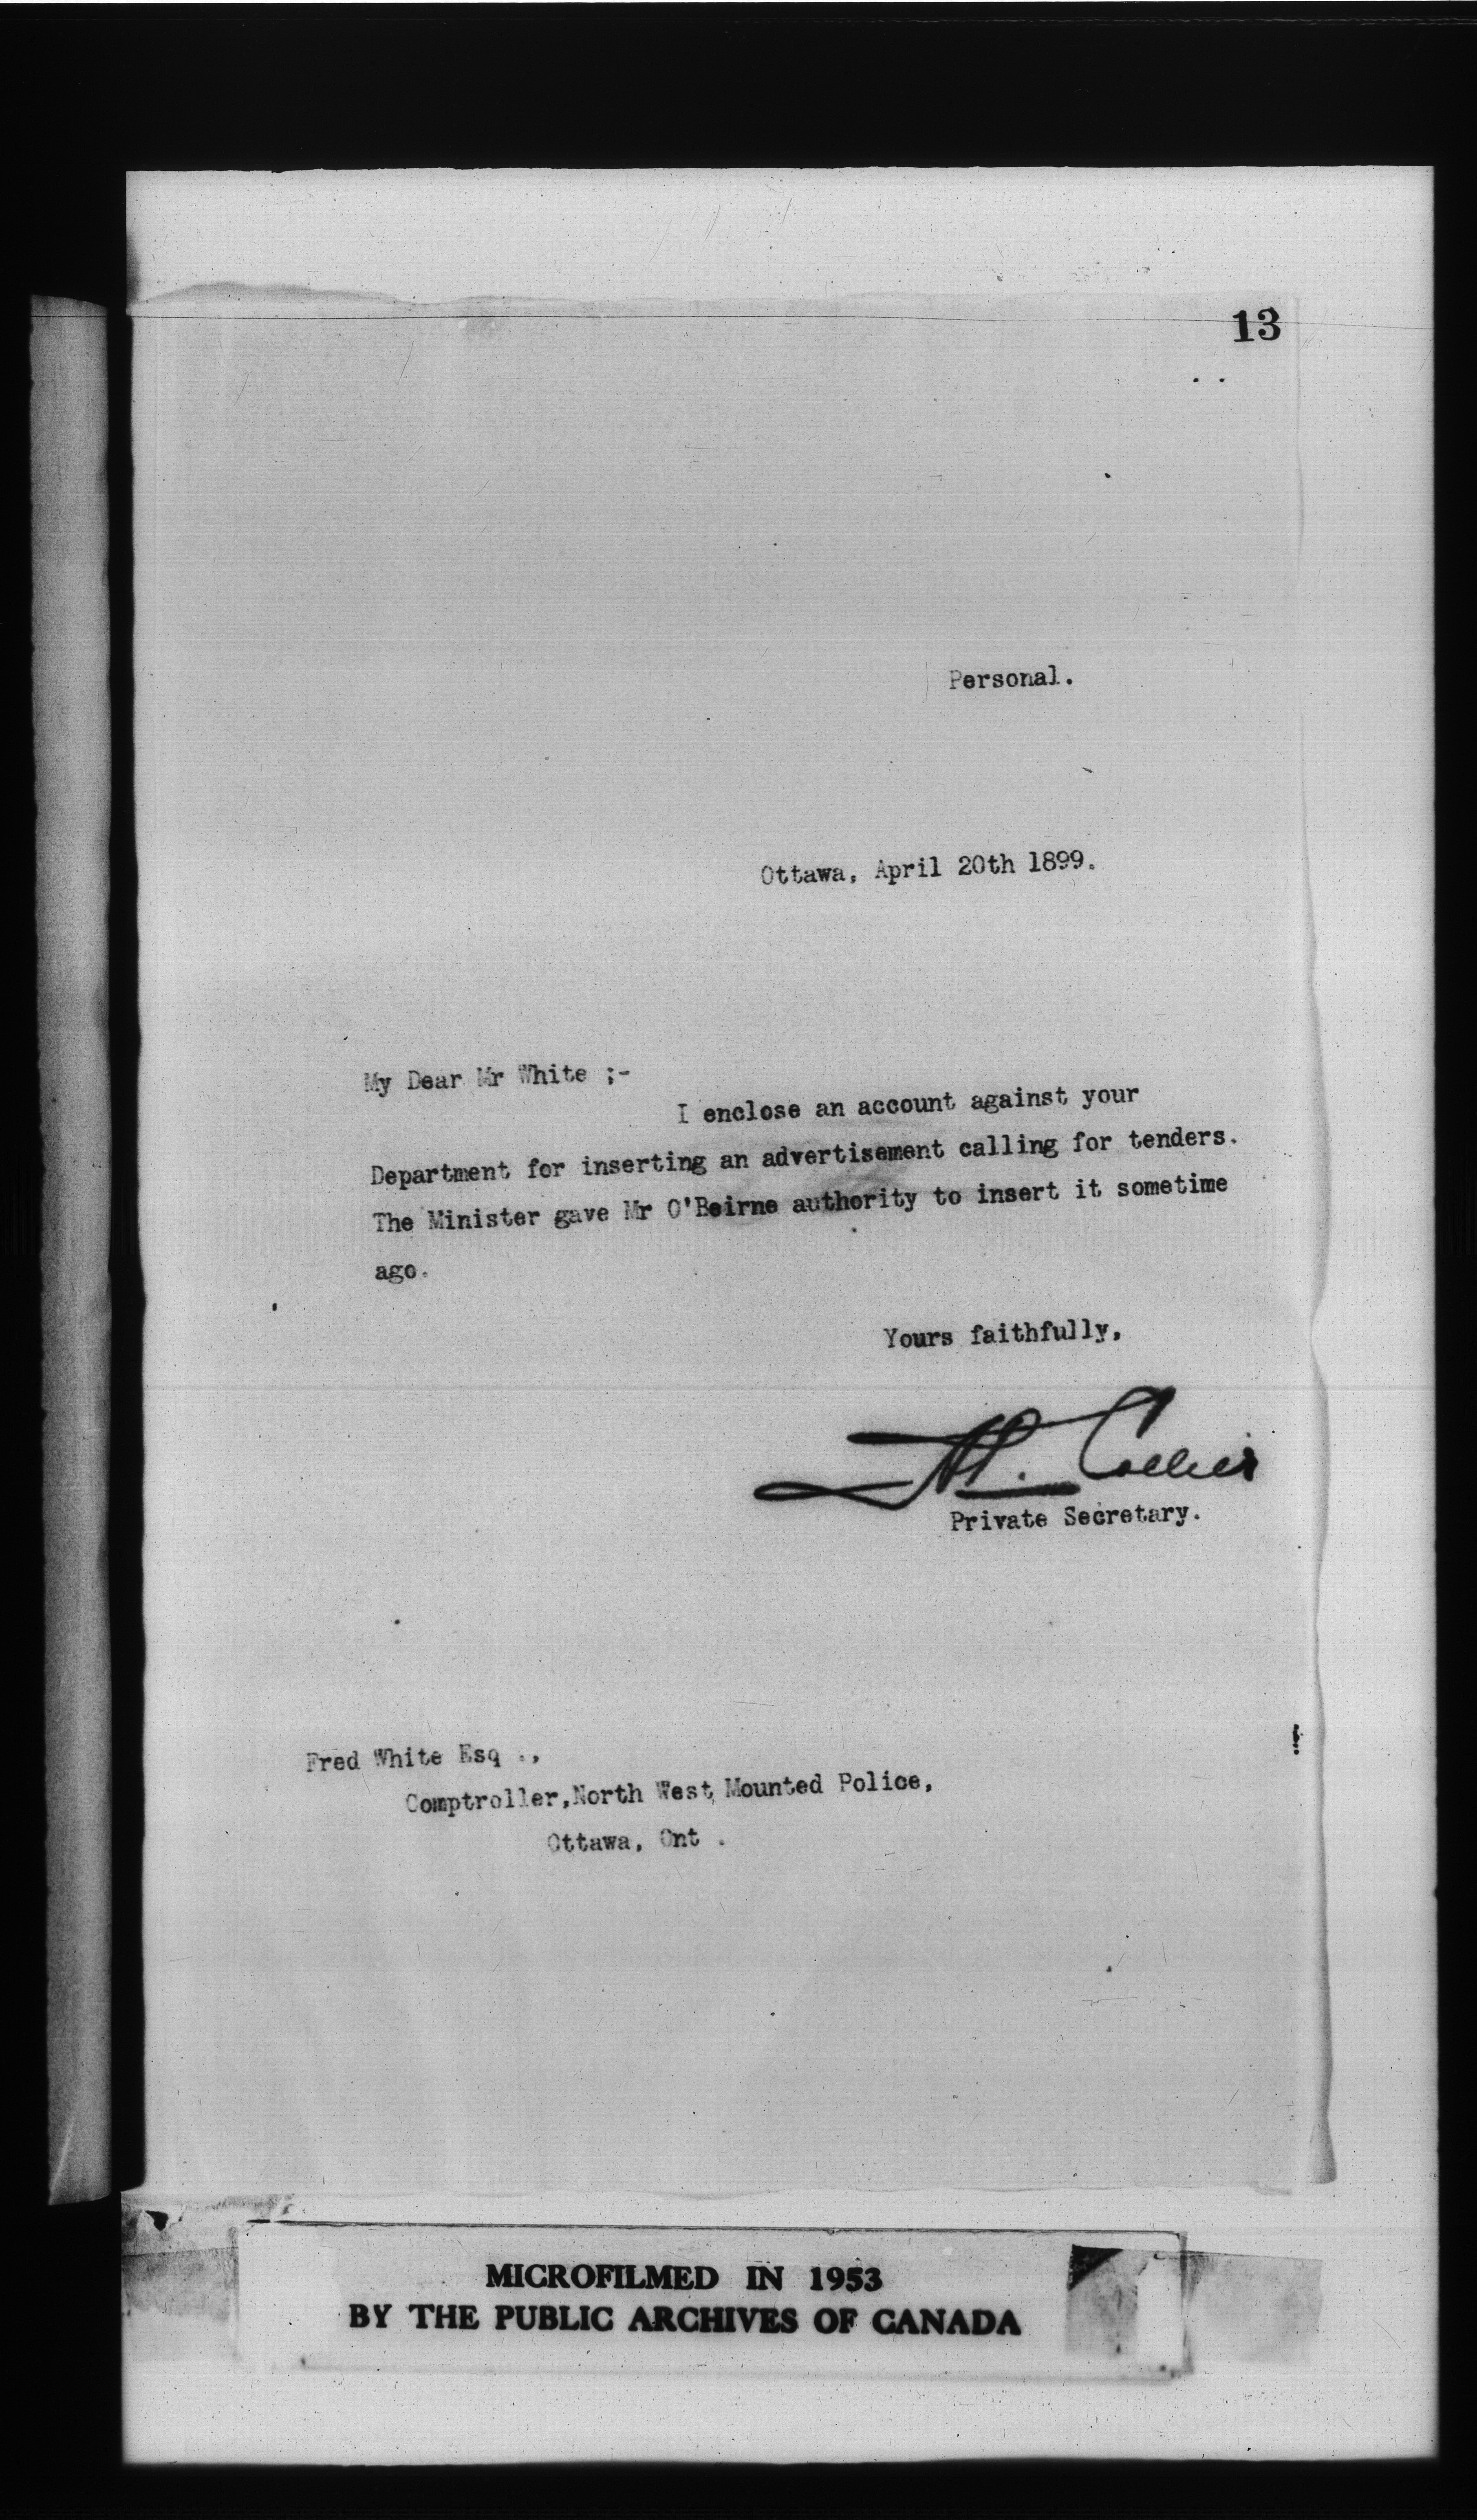 13
Personal.
Ottawa, April 20th 1899.
My Dear Mr White ;-
I enclose an account against your
Department for inserting an advertisement calling for tenders.
The Minister gave Mr O'Beirne authority to insert it sometime
ago.
Yours faithfully,
A.P. Collier
Private Secretary.
Fred White Esq .,
Comptroller,North West Mounted Police,
Ottawa, Ont .
MICROFILMED IN 1953
BY THE PUBLIC ARCHIVES OF CANADA